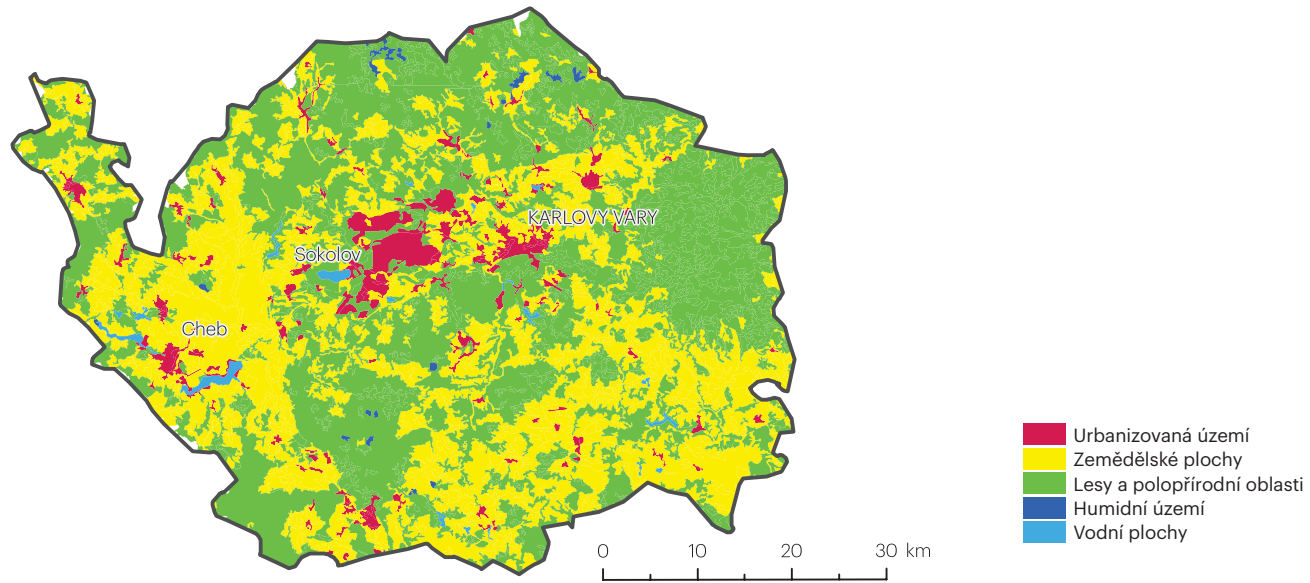 KARLOVY VARY
Sokolov
Cheb
Urbanizovaná území
Zemědělské plochy
Lesy a polopřírodní oblasti
Humidní území
Vodní plochy
0 10 20 30 km